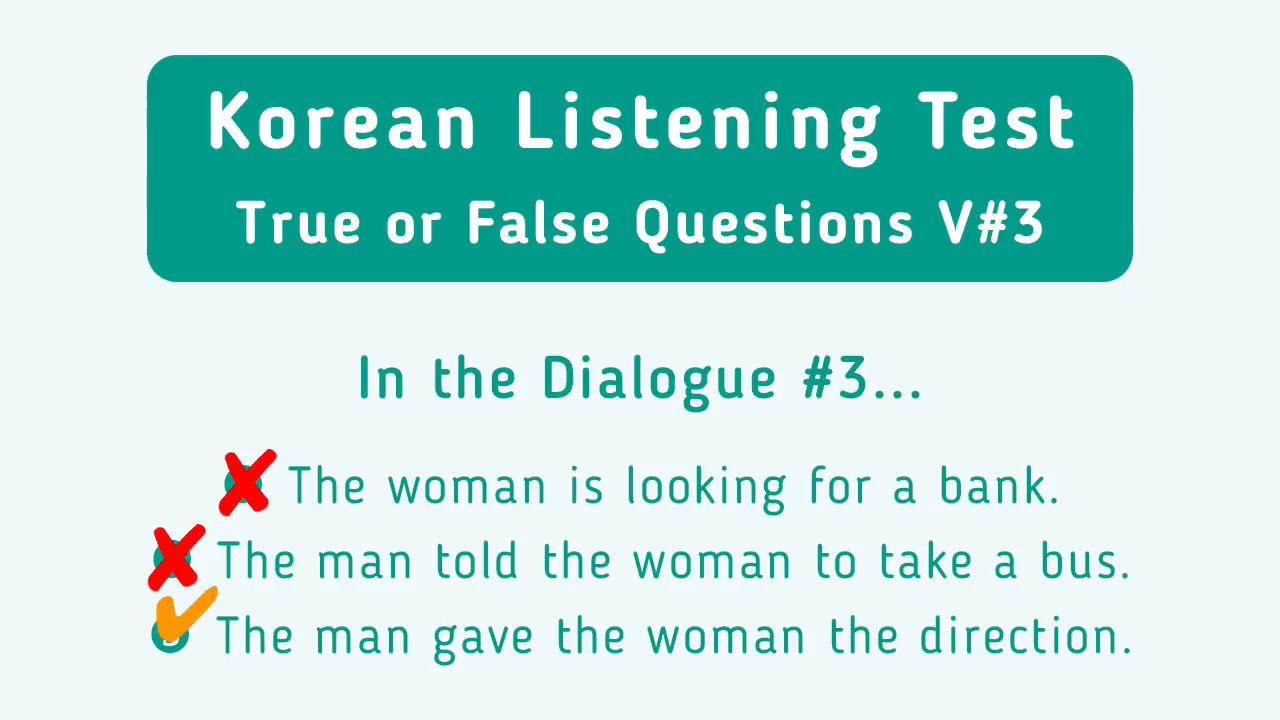 Korean Listening Test
True or False Questions V#3
In the Dialogue #3...
The woman is looking for a bank.
The man told the woman to take a bus.
The man gave the woman the direction.